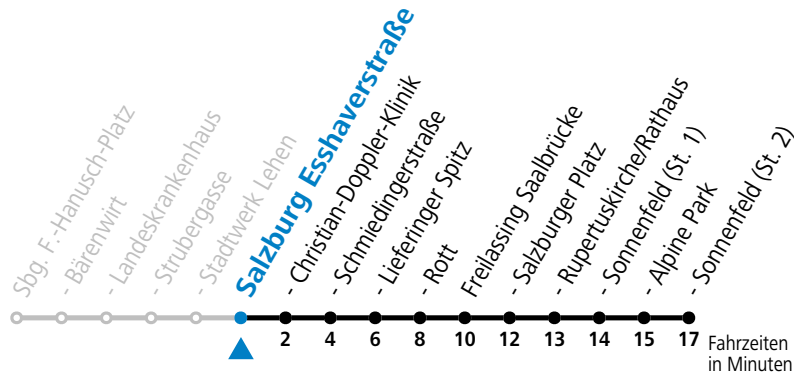 Sbg. F.-Hanusch-Platz
- Bärenwirt
- Landeskrankenhaus
- Strubergasse
- Stadtwerk Lehen
Salzburg Esshaverstraße
- Christian-Doppler-Klinik
- Schmiedingerstraße
- Lieferinger Spitz
- Rott
Freilassing Saalbrücke
- Salzburger Platz
- Rupertuskirche/Rathaus
- Sonnenfeld (St. 1)
- Alpine Park
- Sonnenfeld (St. 2)
2 4 6 8 10 12 13 14 15 17 Fahrzeiten
in Minuten